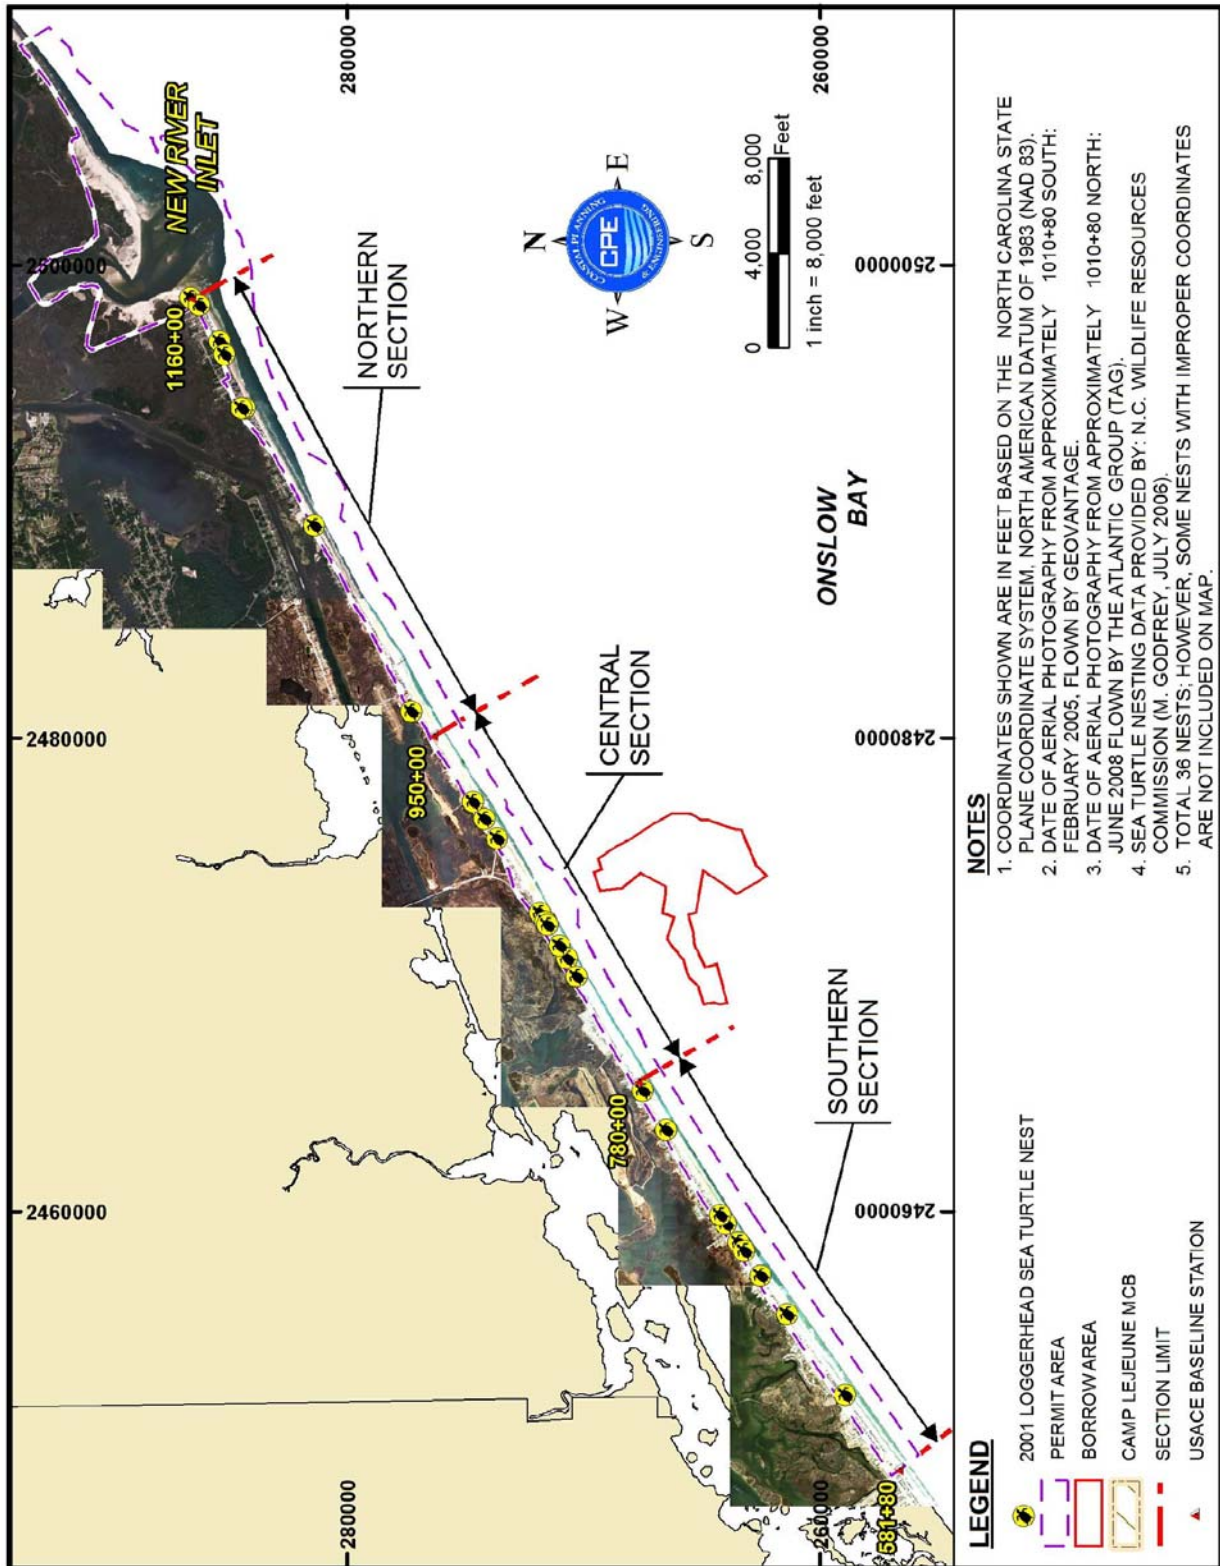 2460000
2480000
2500000
280000
280000
260000
260000
2460000
2480000
2500000
NEW RIVER
INLET
1160+00
950+00
780+00
581+80
NORTHERN
SECTION
CENTRAL
SECTION
SOUTHERN
SECTION
ONSLOW
BAY
N
W
E
S
COASTAL PLANNING
CPE
& ENGINEERING
0
4,000
8,000
Feet
1 inch = 8,000 feet
LEGEND
2001 LOGGERHEAD SEA TURTLE NEST
PERMIT AREA
BORROW AREA
CAMP LEJEUNE MCB
SECTION LIMIT
USACE BASELINE STATION
NOTES
1. COORDINATES SHOWN ARE IN FEET BASED ON THE NORTH CAROLINA STATE
PLANE COORDINATE SYSTEM, NORTH AMERICAN DATUM OF 1983 (NAD 83).
2. DATE OF AERIAL PHOTOGRAPHY FROM APPROXIMATELY 1010+80 SOUTH:
FEBRUARY 2005, FLOWN BY GEOVANTAGE.
3. DATE OF AERIAL PHOTOGRAPHY FROM APPROXIMATELY 1010+80 NORTH:
JUNE 2008 FLOWN BY THE ATLANTIC GROUP (TAG).
4. SEA TURTLE NESTING DATA PROVIDED BY: N.C. WILDLIFE RESOURCES
COMMISSION (M. GODFREY, JULY 2006).
5. TOTAL 36 NESTS; HOWEVER, SOME NESTS WITH IMPROPER COORDINATES
ARE NOT INCLUDED ON MAP.